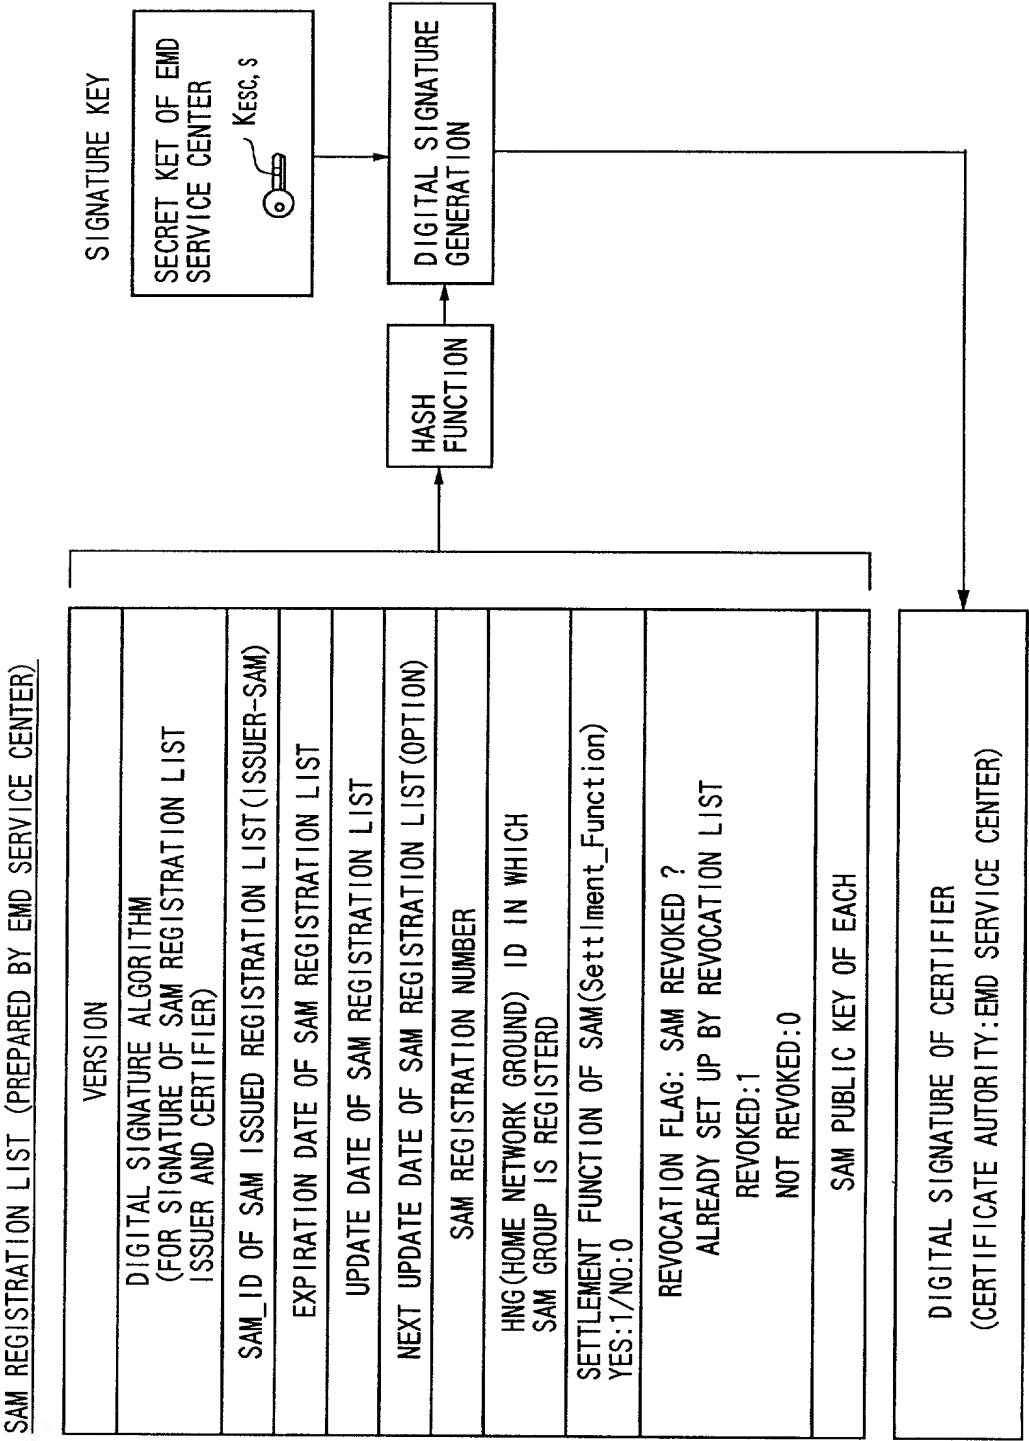 SAM REGISTRATION LIST (PREPARED BY EMD SERVICE CENTER)
VERSION
DIGITAL SIGNATURE ALGORITHM
(FOR SIGNATURE OF SAM REGISTRATION LIST
ISSUER AND CERTIFIER)
SAM_ID OF SAM ISSUED REGISTRATION LIST(ISSUER-SAM)
EXPIRATION DATE OF SAM REGISTRATION LIST
UPDATE DATE OF SAM REGISTRATION LIST
NEXT UPDATE DATE OF SAM REGISTRATION LIST(OPTION)
SAM REGISTRATION NUMBER
HNG(HOME NETWORK GROUND) ID IN WHICH
SAM GROUP IS REGISTERD
SETTLEMENT FUNCTION OF SAM(Settlment_Function)
YES:1/NO:0
REVOCATION FLAG: SAM REVOKED ?
ALREADY SET UP BY REVOCATION LIST
REVOKED:1
NOT REVOKED:0
SAM PUBLIC KEY OF EACH
DIGITAL SIGNATURE OF CERTIFIER
(CERTIFICATE AUTORITY:EMD SERVICE CENTER)
HASH
FUNCTION
SIGNATURE KEY
SECRET KET OF EMD
SERVICE CENTER
KESC,S
DIGITAL SIGNATURE
GENERATION